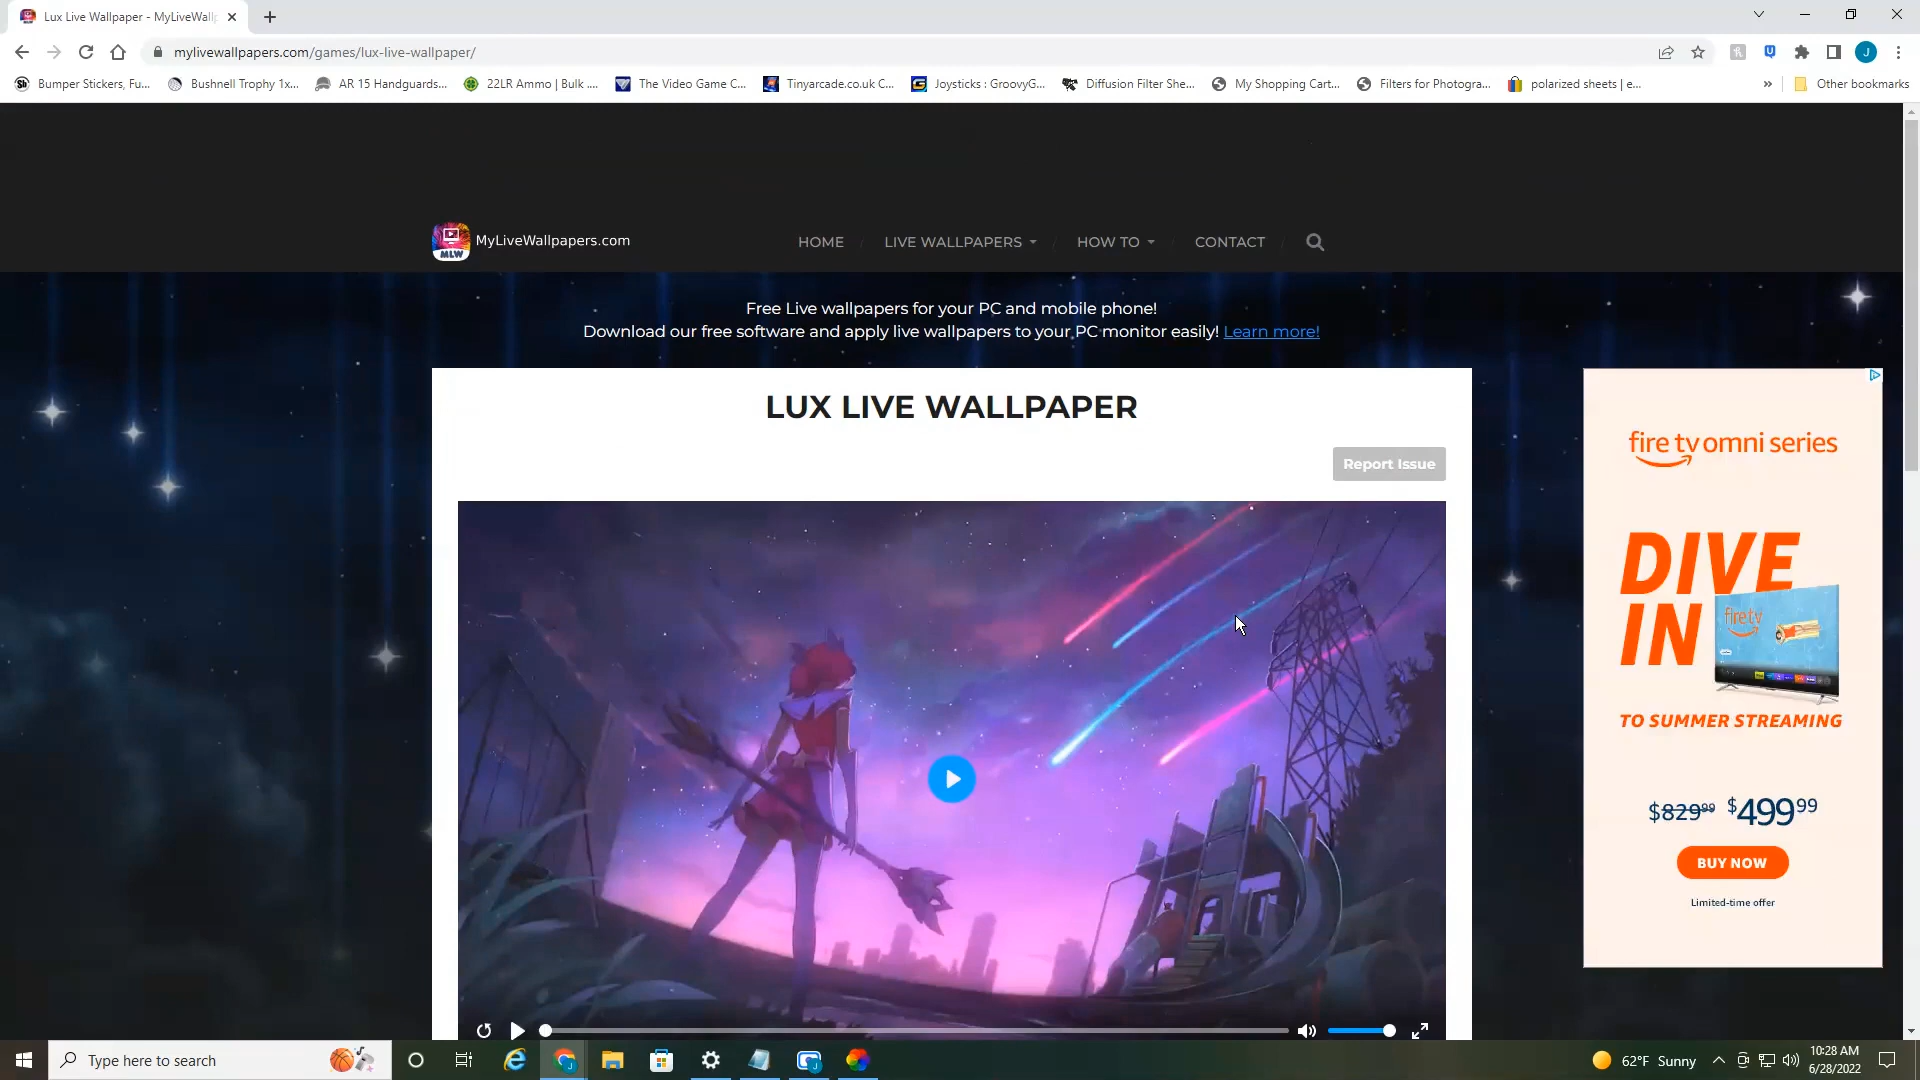 Lux Live Wallpaper - MyLiveWallp
mylivewallpapers.com/games/lux-live-wallpaper/
J
Sb Bumper Stickers, Fu... Bushnell Trophy 1x... AR 15 Handguards... 22LR Ammo | Bulk .... The Video Game C... Tinyarcade.co.uk C... Joysticks : GroovyG... Diffusion Filter She... My Shopping Cart... Filters for Photogra... polarized sheets | e... » Other bookmarks
MLW MyLiveWallpapers.com HOME LIVE WALLPAPERS HOW TO CONTACT
Free Live wallpapers for your PC and mobile phone!
Download our free software and apply live wallpapers to your PC monitor easily! Learn more!
LUX LIVE WALLPAPER
Report Issue
fire tv omni series
DIVE
IN
fire tv
TO SUMMER STREAMING
$829.99 $499.99
BUY NOW
Limited-time offer
Type here to search
62°F Sunny
10:28 AM
6/28/2022